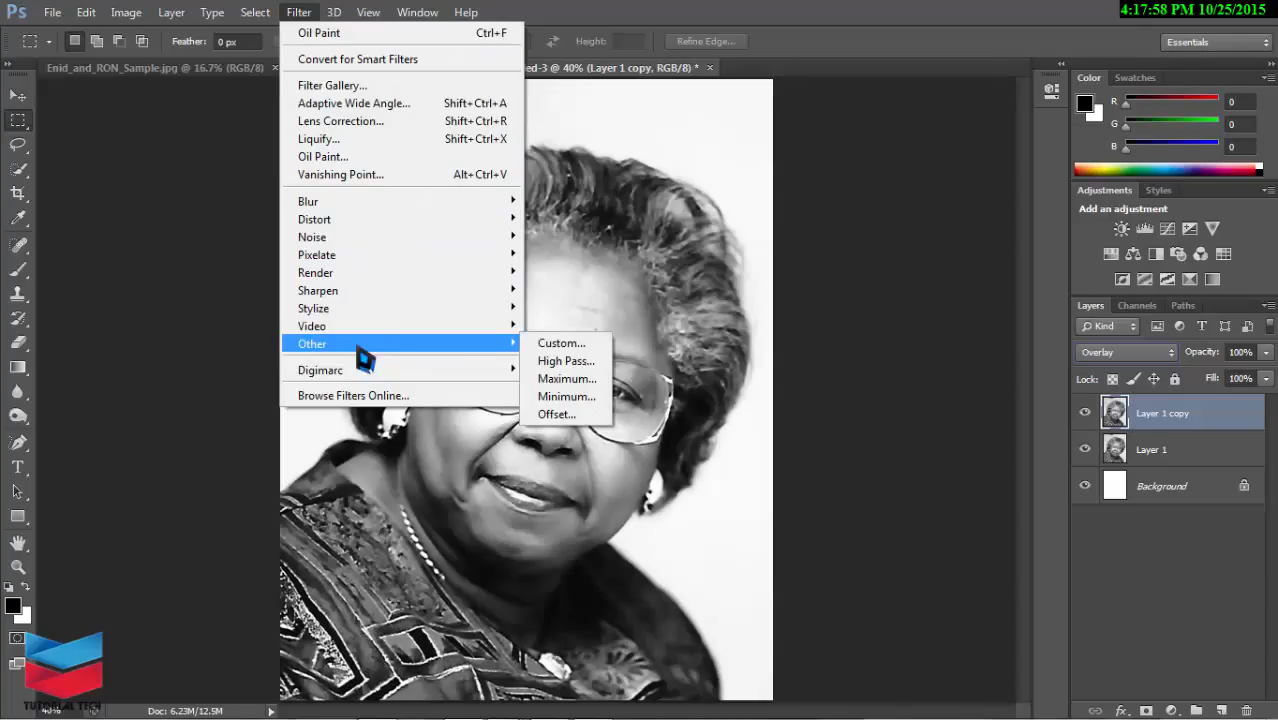 Ps File Edit Image Layer Type Select Filter 3D View Window Help
4:17:58 PM 10/25/2015
Feather: 0 px
Height:
Refine Edge...
Essentials
Enid_and_RON_Sample.jpg @ 16.7% (RGB/8) ×
ed-3 @ 40% (Layer 1 copy, RGB/8) * ×
Oil Paint Ctrl+F
Convert for Smart Filters
Filter Gallery...
Adaptive Wide Angle... Shift+Ctrl+A
Lens Correction... Shift+Ctrl+R
Liquify... Shift+Ctrl+X
Oil Paint...
Vanishing Point... Alt+Ctrl+V
Blur
Distort
Noise
Pixelate
Render
Sharpen
Stylize
Video
Other
Digimarc
Browse Filters Online...
Custom...
High Pass...
Maximum...
Minimum...
Offset...
Color Swatches
R 0
G 0
B 0
Adjustments Styles
Add an adjustment
Layers Channels Paths
Kind
Overlay Opacity: 100%
Lock: Fill: 100%
Layer 1 copy
Layer 1
Background
TUTORIAL TECH
40% Doc: 6.23M/12.5M